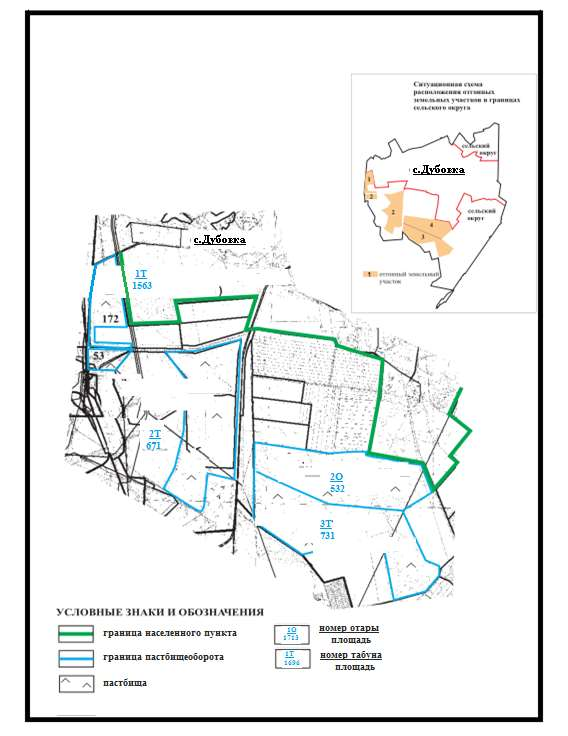 Ситуационная схема
расположения отгонных
земельных участков в границах
сельского округа
сельский
округ
с.Дубовка
1
2
2
4
3
сельский
округ
1 отгонный земельный
участок
с.Дубовка
1Т
1563
172
53
2Т
671
2О
532
3Т
731
УСЛОВНЫЕ ЗНАКИ И ОБОЗНАЧЕНИЯ
граница населенного пункта
1О
1713
номер отары
площадь
граница пастбищеоборота
1Т
1696
номер табуна
площадь
пастбища